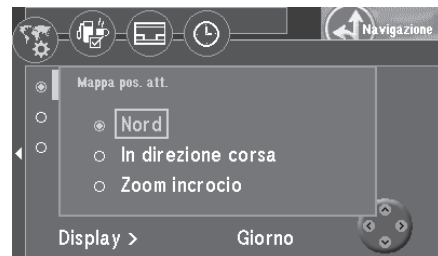 Navigazione
Mappa pos. att.
Nord
In direzione corsa
Zoom incrocio
Display > Giorno